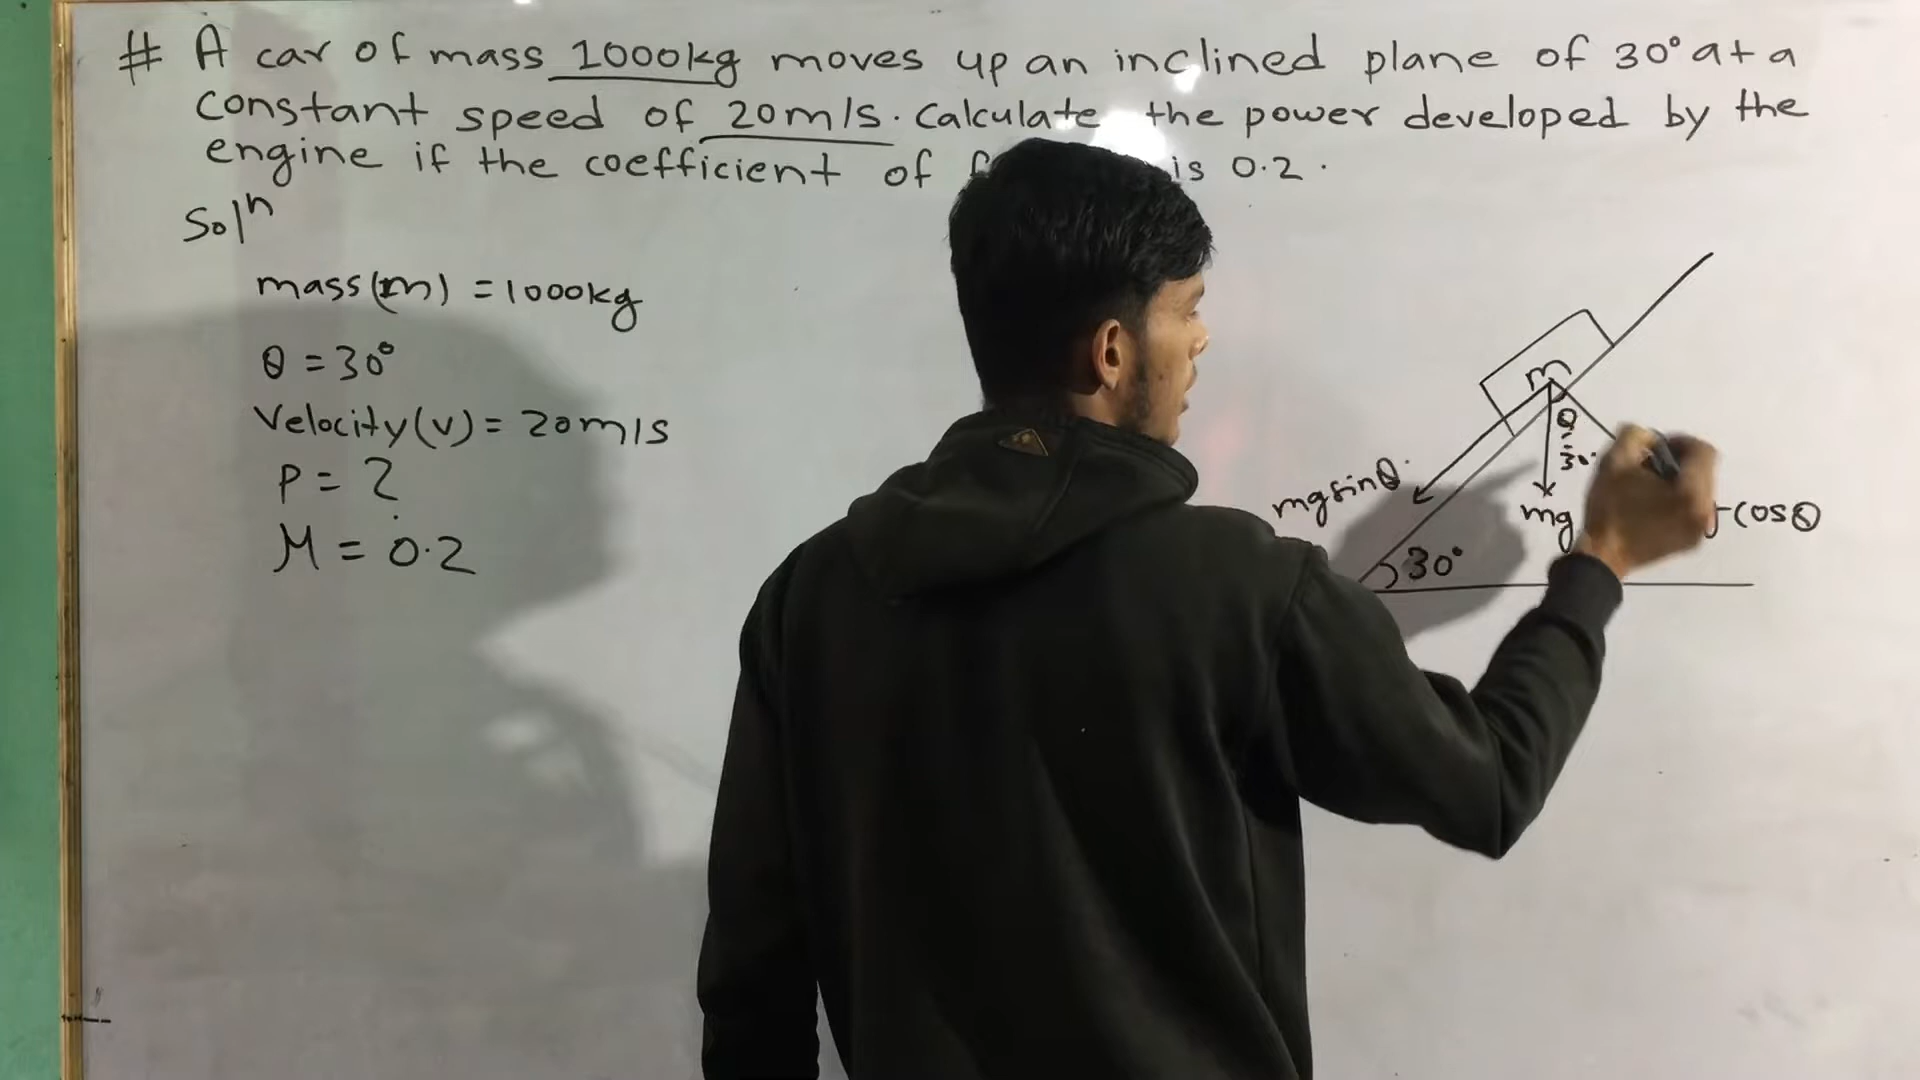 # A car of mass 1000kg moves up an inclined plane of 30° at a
constant speed of 20m/s. Calculate the power developed by the
engine if the coefficient of is 0.2.
Solⁿ
mass(m) = 1000kg
θ = 30°
Velocity(v) = 20m/s
P = ?
μ = 0.2
m
θ
= 30°
mg sinθ
mg
cosθ
30°